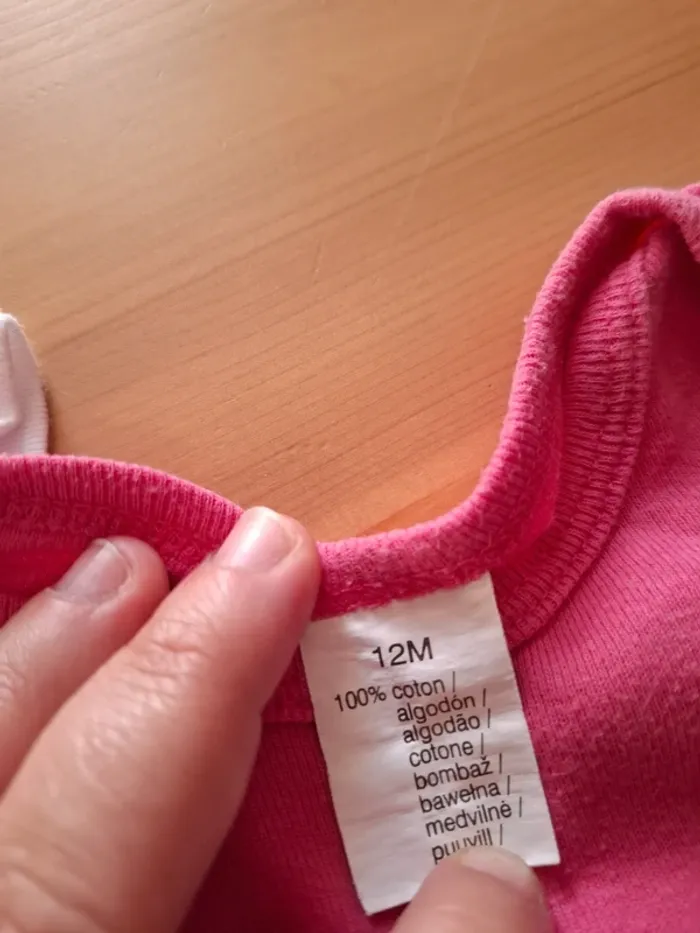 12M
100% coton /
algodón /
algodão /
cotone /
bombaž /
bawełna /
medvilnė /
puuvill /